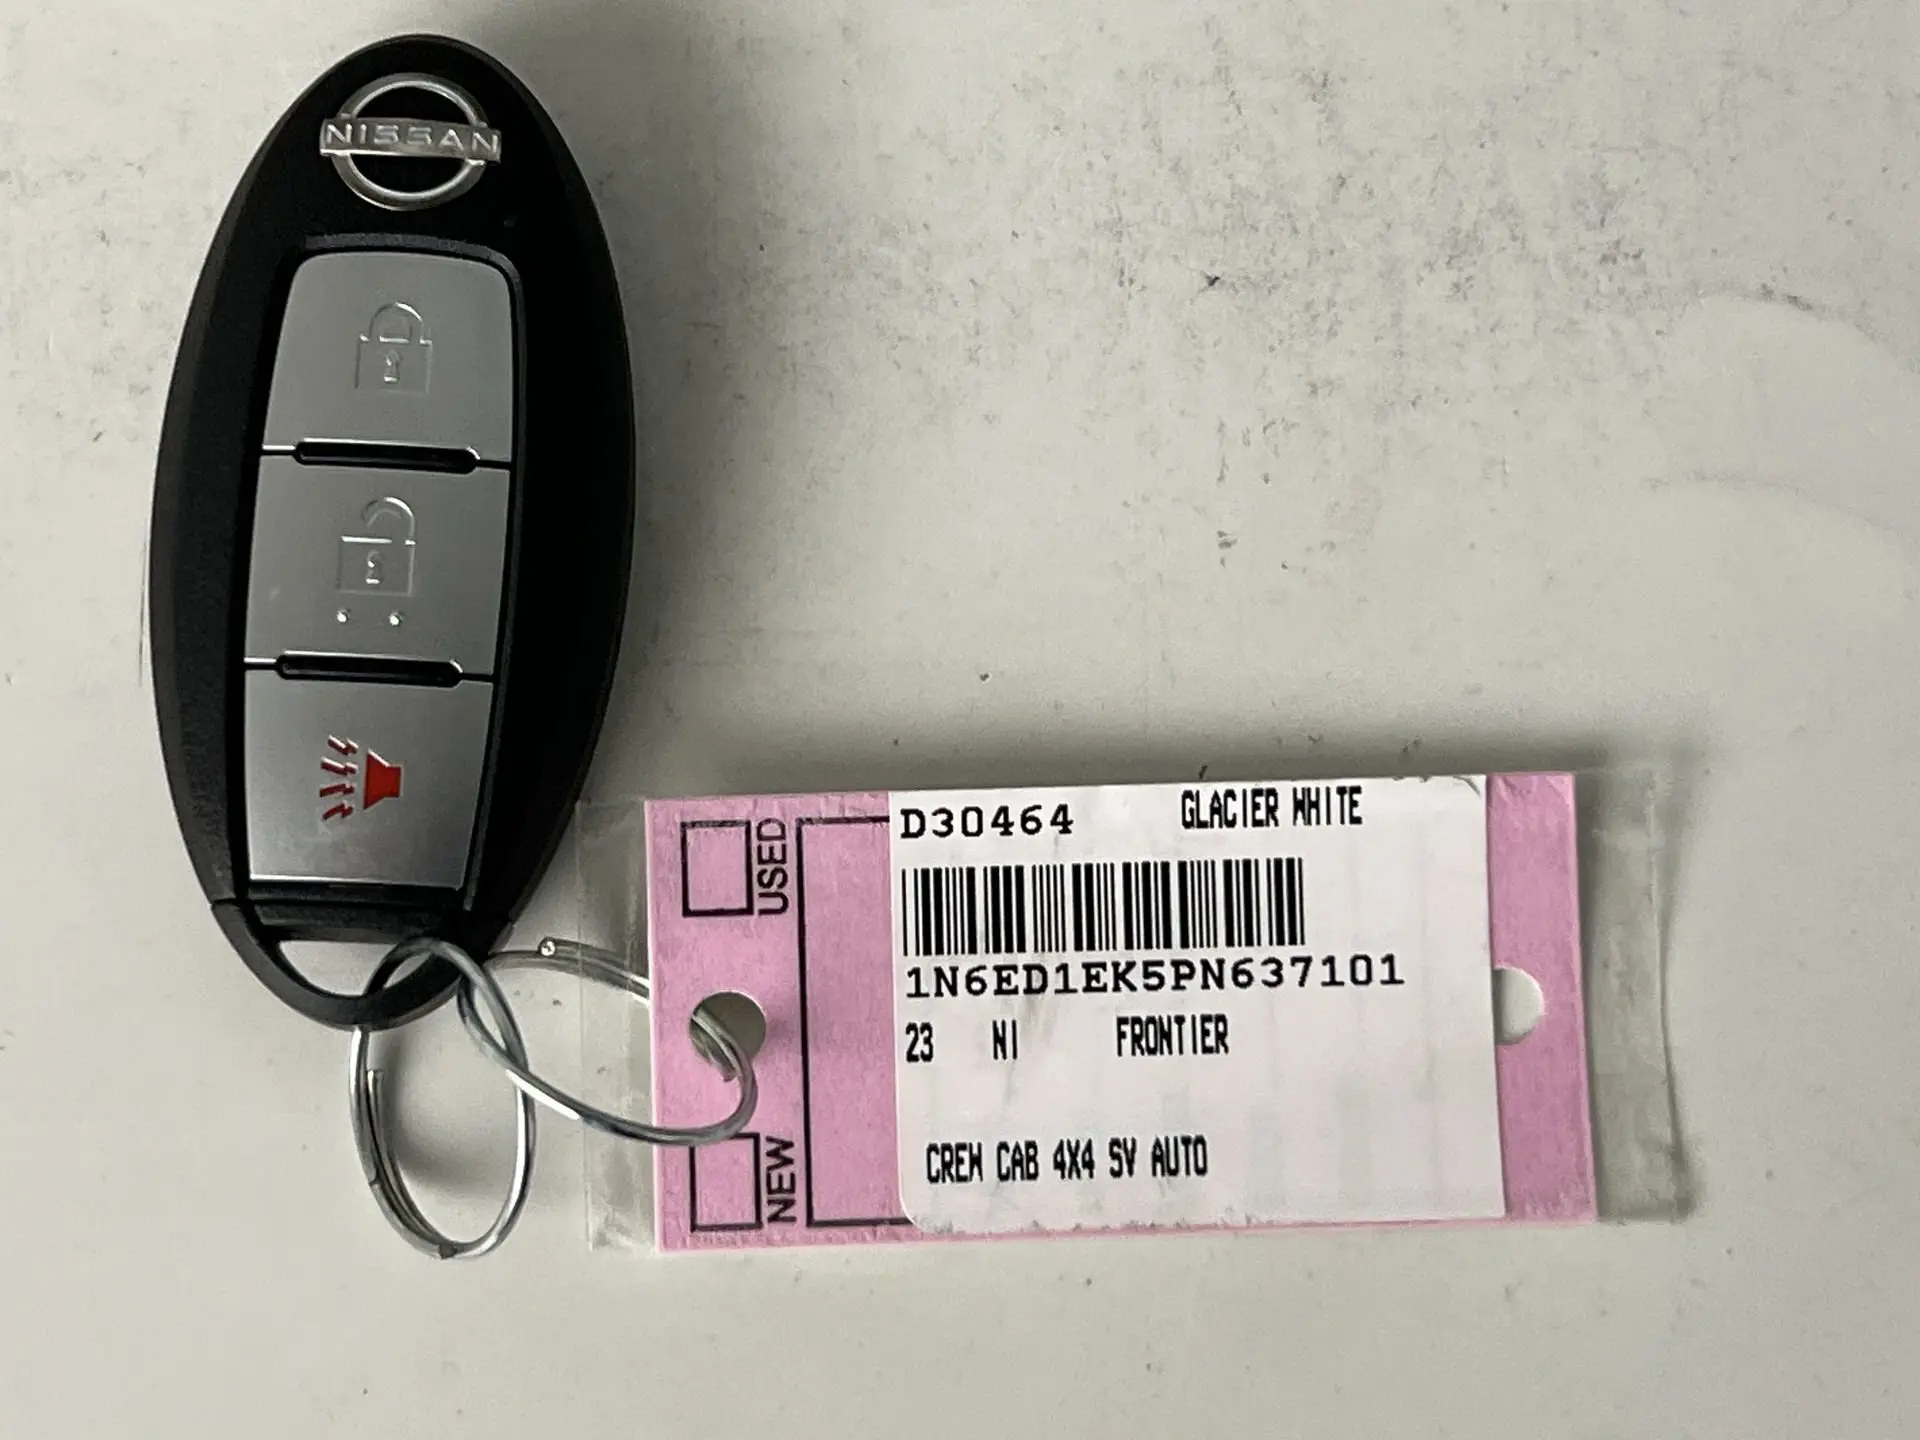 NISSAN
USED
NEW
D30464 GLACIER WHITE
1N6ED1EK5PN637101
23 NI FRONTIER
CREW CAB 4X4 SV AUTO